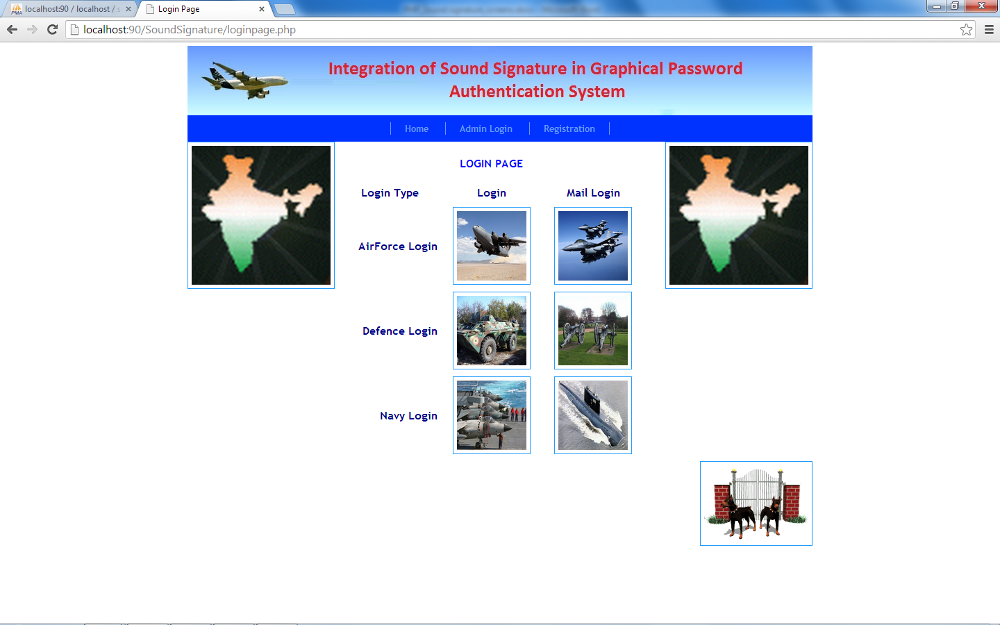 localhost:90 / localhost / s
Login Page
localhost:90/SoundSignature/loginpage.php
Integration of Sound Signature in Graphical Password
Authentication System
Home
Admin Login
Registration
LOGIN PAGE
Login Type
Login
Mail Login
AirForce Login
Defence Login
Navy Login